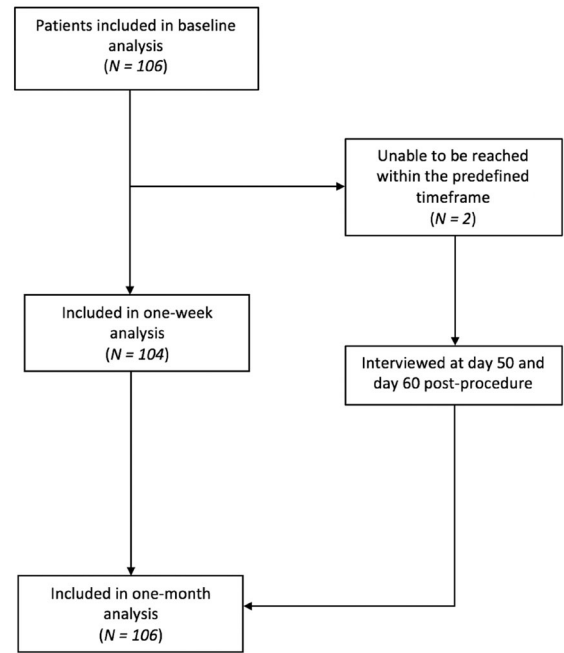 Patients included in baseline
analysis
(N = 106)
Unable to be reached
within the predefined
timeframe
(N = 2)
Included in one-week
analysis
(N = 104)
Interviewed at day 50 and
day 60 post-procedure
Included in one-month
analysis
(N = 106)